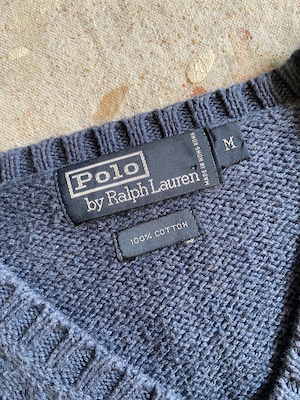 Polo
by Ralph Lauren
MADE IN HONG KONG
M
100% COTTON